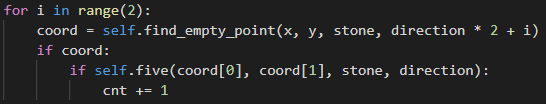 for i in range(2):
    coord = self.find_empty_point(x, y, stone, direction * 2 + i)
    if coord:
        if self.five(coord[0], coord[1], stone, direction):
            cnt += 1